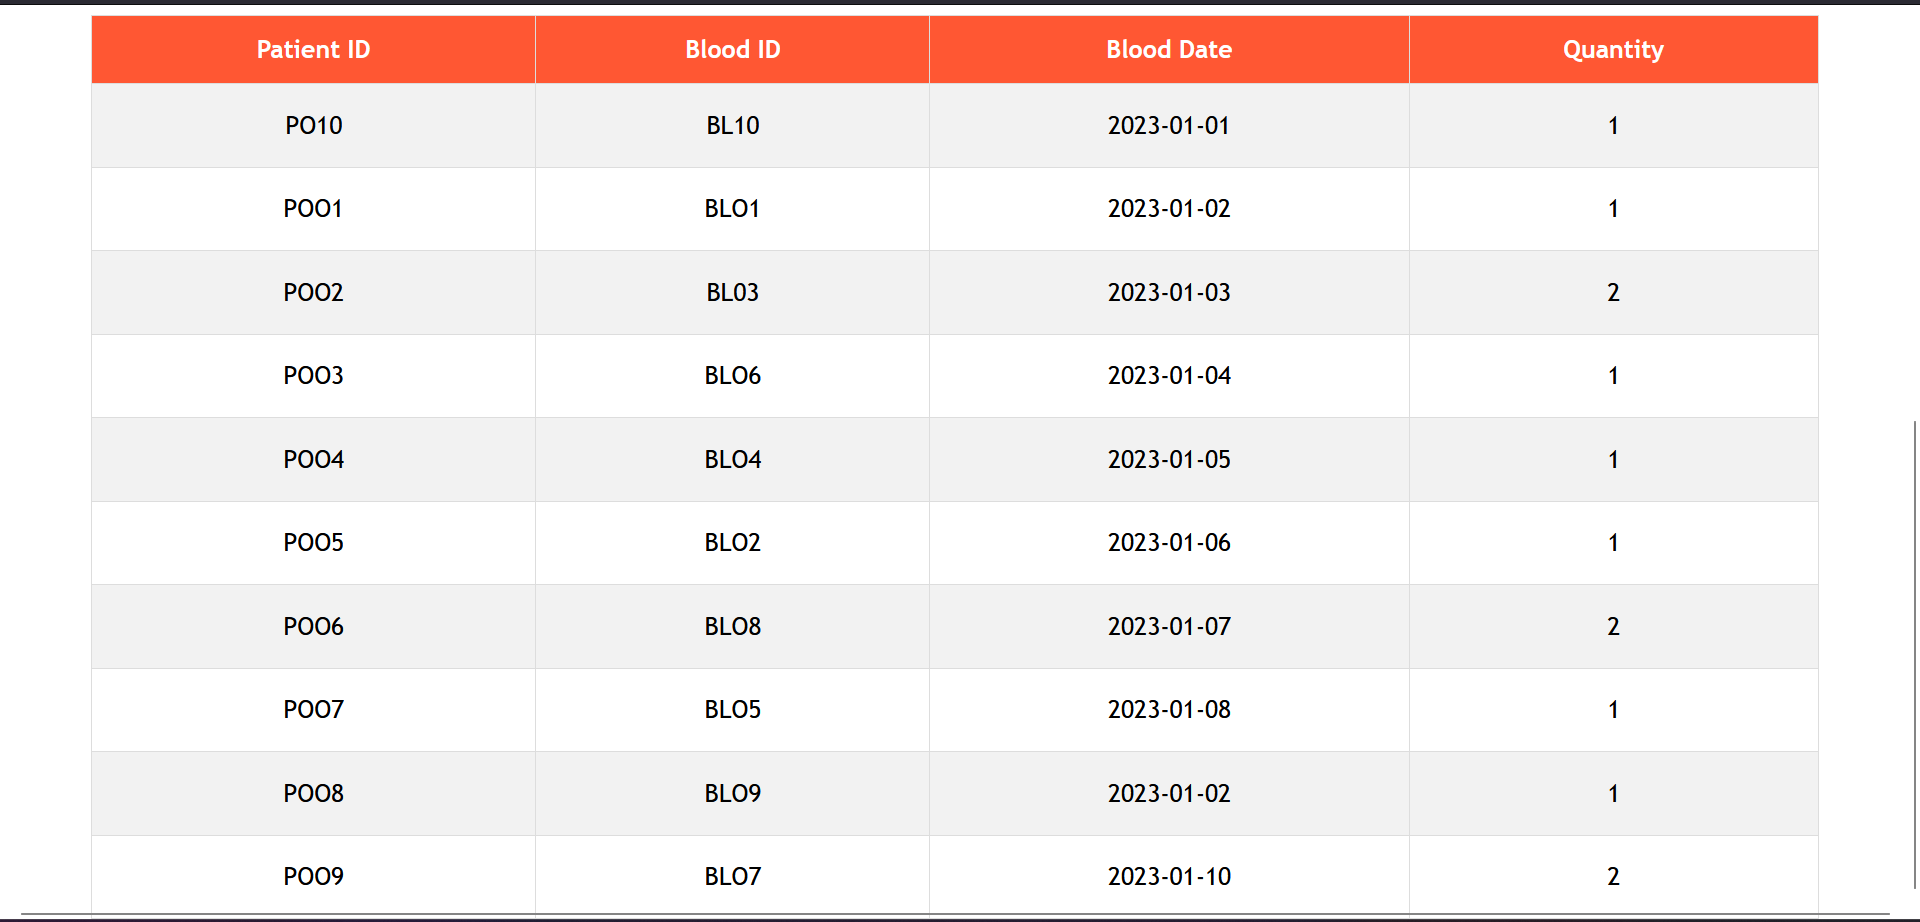 Patient ID Blood ID Blood Date Quantity
PO10 BL10 2023-01-01 1
POO1 BLO1 2023-01-02 1
POO2 BL03 2023-01-03 2
POO3 BLO6 2023-01-04 1
POO4 BLO4 2023-01-05 1
POO5 BLO2 2023-01-06 1
POO6 BLO8 2023-01-07 2
POO7 BLO5 2023-01-08 1
POO8 BLO9 2023-01-02 1
POO9 BLO7 2023-01-10 2